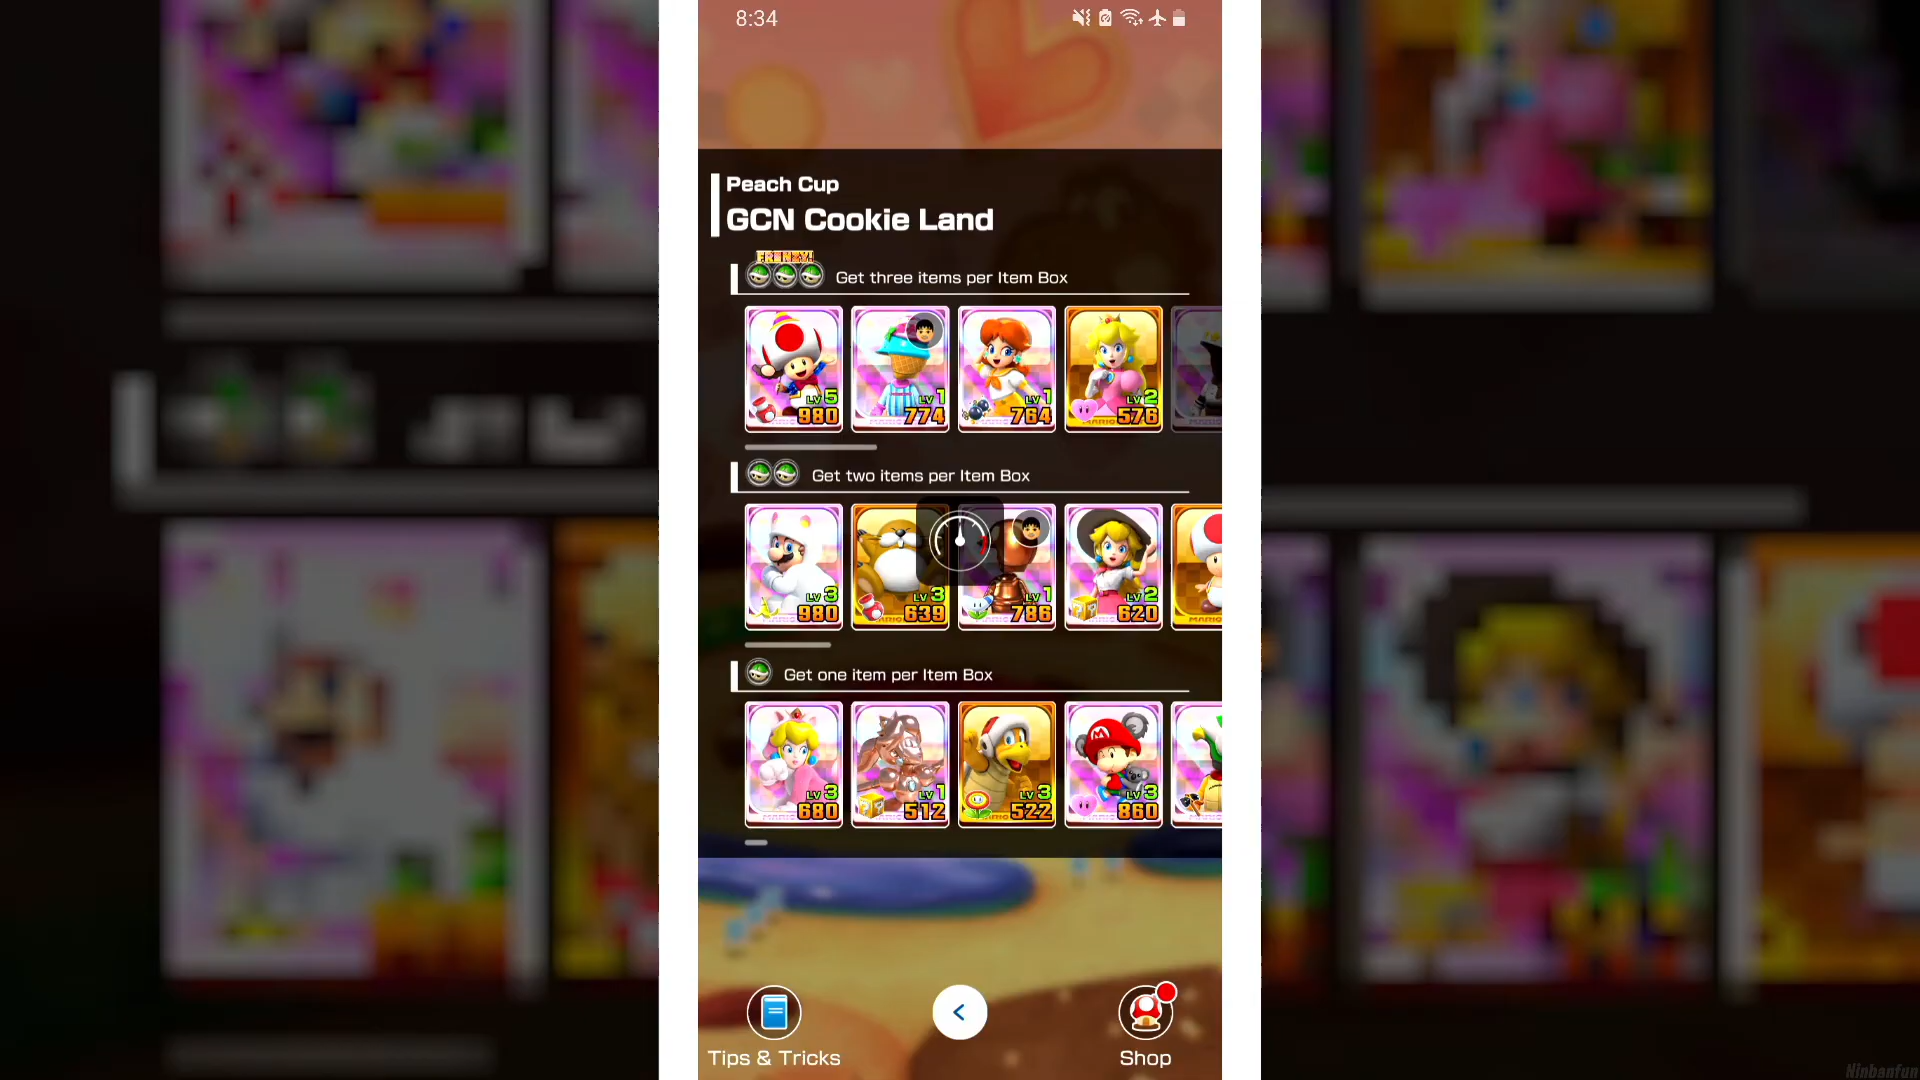 8:34
Peach Cup
GCN Cookie Land
FRENZY!
Get three items per Item Box
LV 5
980
LV 1
774
LV 1
764
LV 2
576
Get two items per Item Box
LV 3
980
LV 3
639
LV 1
786
LV 2
620
Get one item per Item Box
LV 3
680
LV 1
512
LV 3
522
LV 3
860
Tips & Tricks
Shop
Ninbanfun